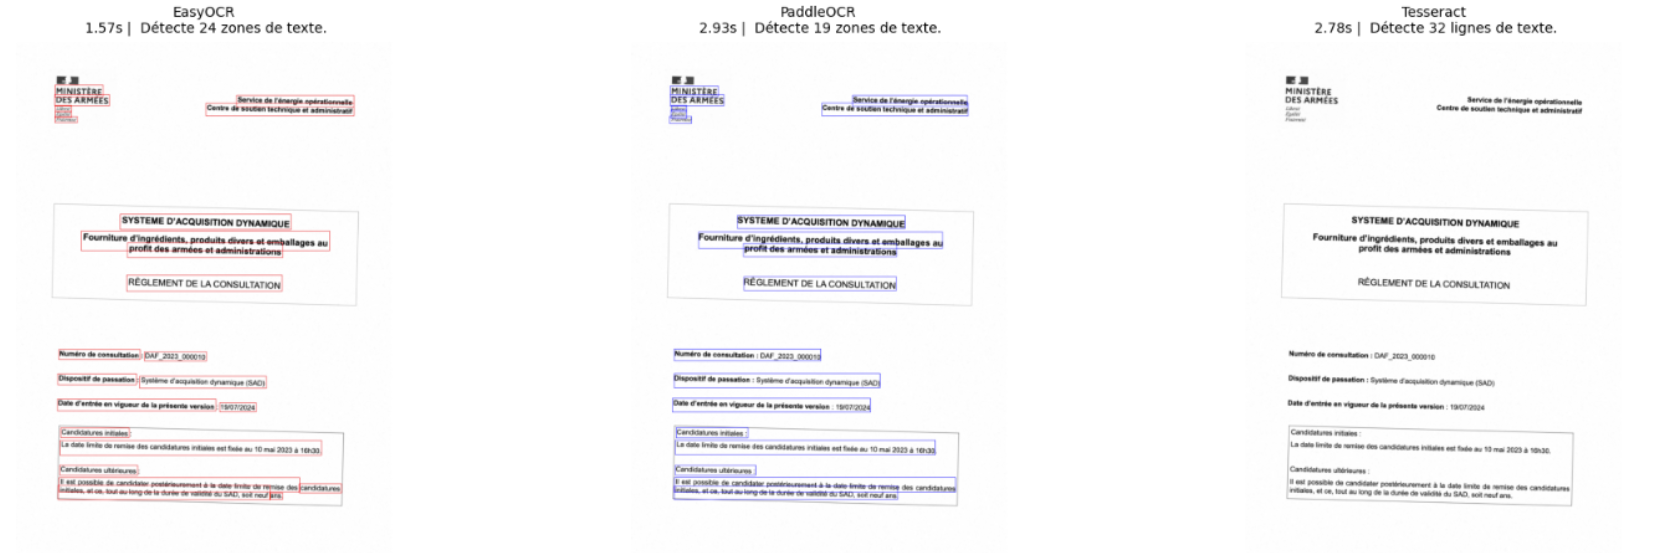 EasyOCR
1.57s | Détecte 24 zones de texte.
MINISTÈRE
DES ARMÉES
Liberté
Égalité
Fraternité
Service de l'énergie opérationnelle
Centre de soutien technique et administratif
SYSTEME D'ACQUISITION DYNAMIQUE
Fourniture d'ingrédients, produits divers et emballages au
profit des armées et administrations
RÈGLEMENT DE LA CONSULTATION
Numéro de consultation : DAF_2023_000010
Dispositif de passation : Système d'acquisition dynamique (SAD)
Date d'entrée en vigueur de la présente version : 19/07/2024
Candidatures initiales :
La date limite de remise des candidatures initiales est fixée au 10 mai 2023 à 16h30.
Candidatures ultérieures :
Il est possible de candidater postérieurement à la date limite de remise des candidatures
initiales, et ce, tout au long de la durée de validité du SAD, soit neuf ans.
PaddleOCR
2.93s | Détecte 19 zones de texte.
MINISTÈRE
DES ARMÉES
Liberté
Égalité
Fraternité
Service de l'énergie opérationnelle
Centre de soutien technique et administratif
SYSTEME D'ACQUISITION DYNAMIQUE
Fourniture d'ingrédients, produits divers et emballages au
profit des armées et administrations
RÈGLEMENT DE LA CONSULTATION
Numéro de consultation : DAF_2023_000010
Dispositif de passation : Système d'acquisition dynamique (SAD)
Date d'entrée en vigueur de la présente version : 19/07/2024
Candidatures initiales :
La date limite de remise des candidatures initiales est fixée au 10 mai 2023 à 16h30.
Candidatures ultérieures :
Il est possible de candidater postérieurement à la date limite de remise des candidatures
initiales, et ce, tout au long de la durée de validité du SAD, soit neuf ans.
Tesseract
2.78s | Détecte 32 lignes de texte.
MINISTÈRE
DES ARMÉES
Liberté
Égalité
Fraternité
Service de l'énergie opérationnelle
Centre de soutien technique et administratif
SYSTEME D'ACQUISITION DYNAMIQUE
Fourniture d'ingrédients, produits divers et emballages au
profit des armées et administrations
RÈGLEMENT DE LA CONSULTATION
Numéro de consultation : DAF_2023_000010
Dispositif de passation : Système d'acquisition dynamique (SAD)
Date d'entrée en vigueur de la présente version : 19/07/2024
Candidatures initiales :
La date limite de remise des candidatures initiales est fixée au 10 mai 2023 à 16h30.
Candidatures ultérieures :
Il est possible de candidater postérieurement à la date limite de remise des candidatures
initiales, et ce, tout au long de la durée de validité du SAD, soit neuf ans.